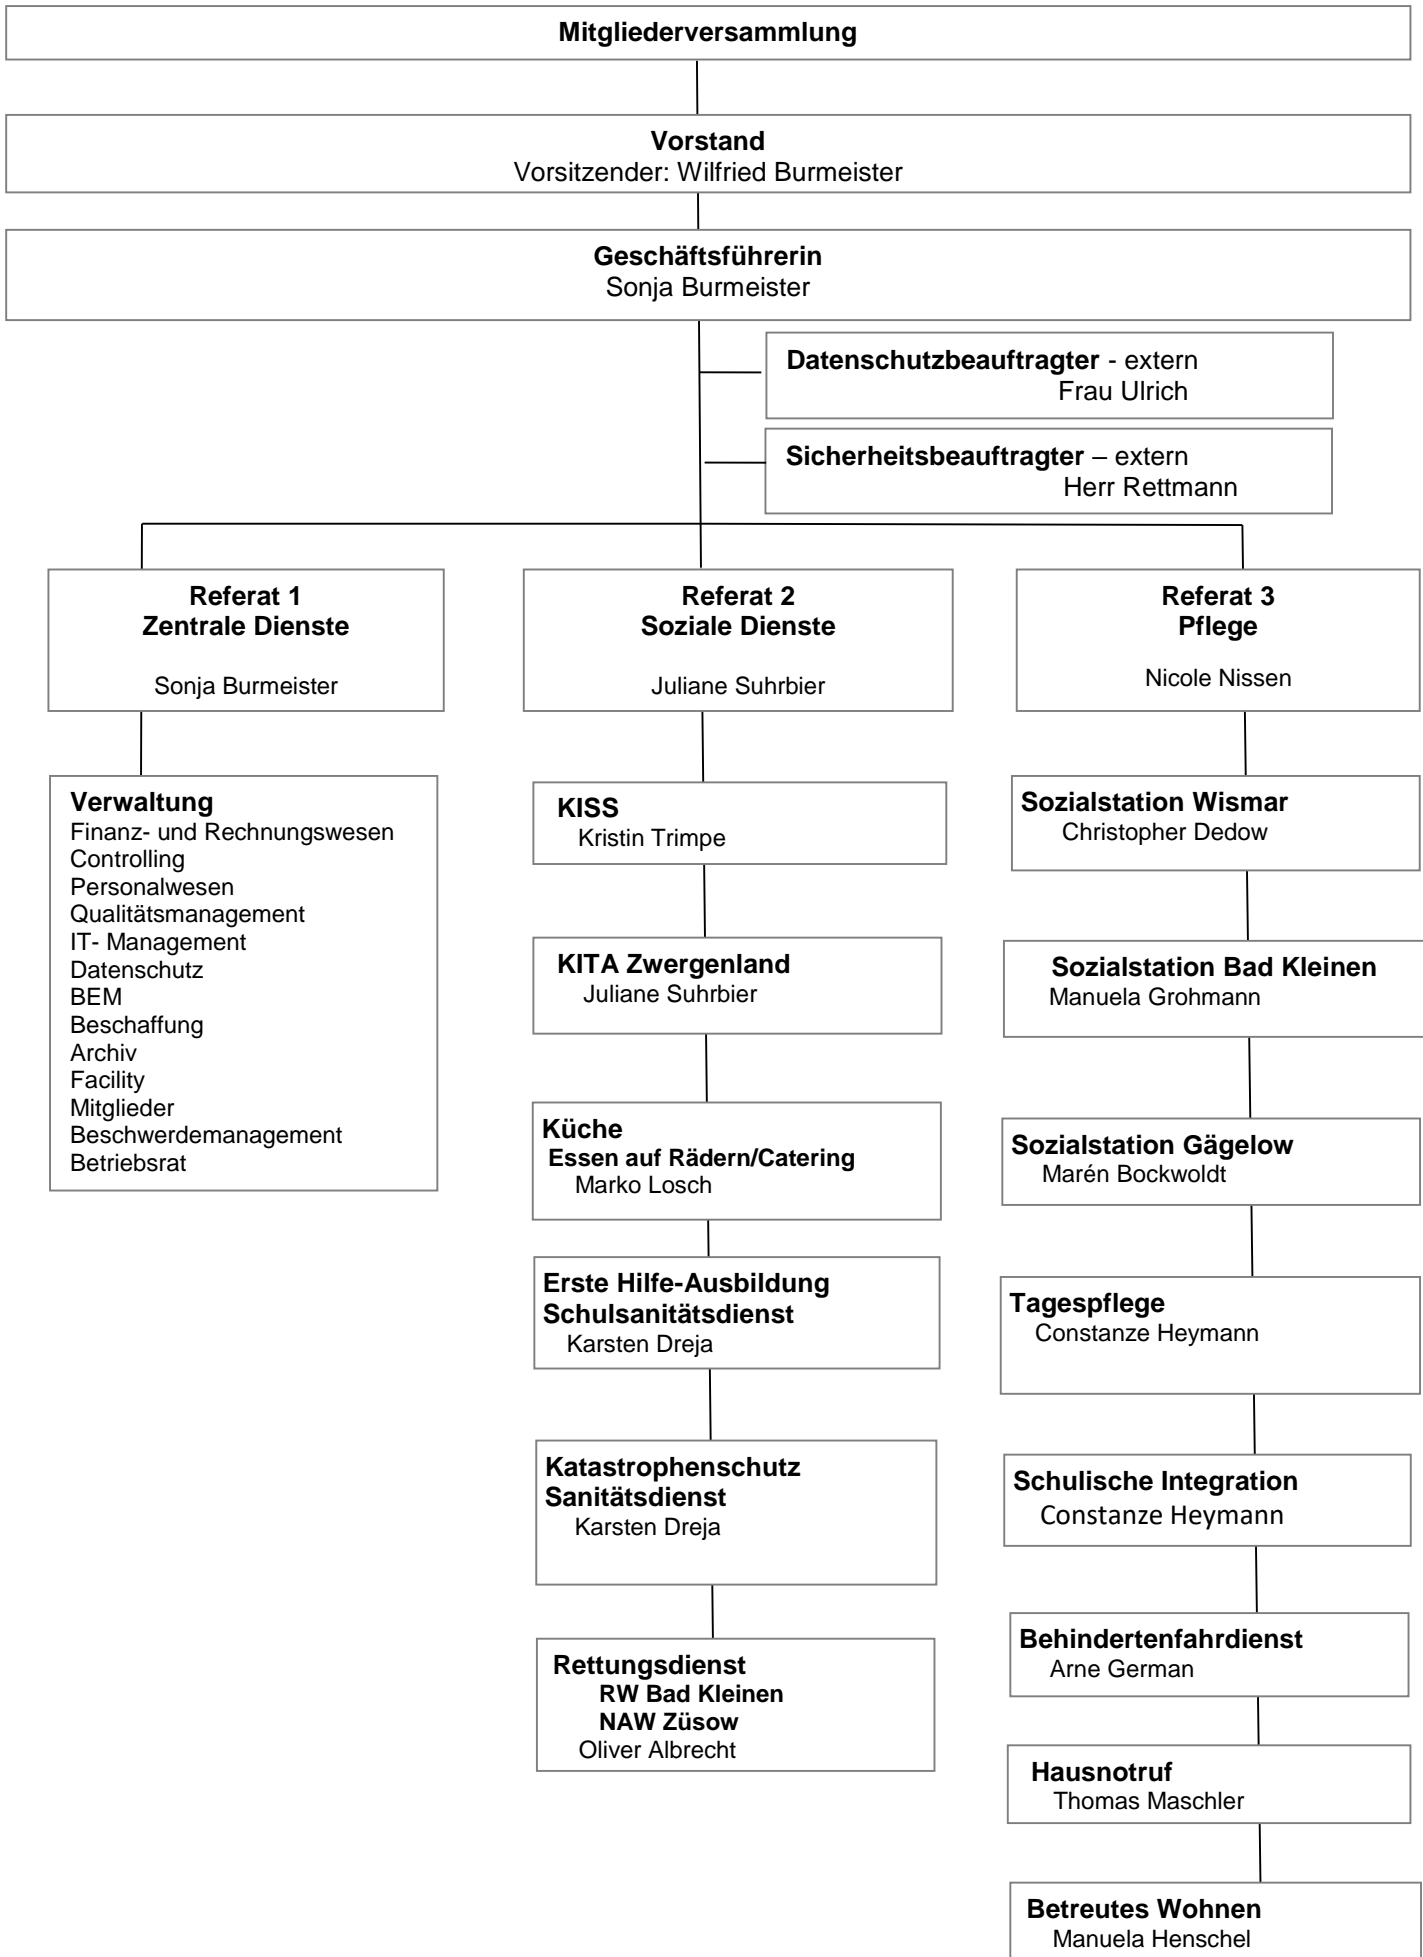 Mitgliederversammlung
Vorstand
Vorsitzender: Wilfried Burmeister
Geschäftsführerin
Sonja Burmeister
Datenschutzbeauftragter - extern
Frau Ulrich
Sicherheitsbeauftragter – extern
Herr Rettmann
Referat 1
Zentrale Dienste
Sonja Burmeister
Verwaltung
Finanz- und Rechnungswesen
Controlling
Personalwesen
Qualitätsmanagement
IT- Management
Datenschutz
BEM
Beschaffung
Archiv
Facility
Mitglieder
Beschwerdemanagement
Betriebsrat
Referat 2
Soziale Dienste
Juliane Suhrbier
KISS
Kristin Trimpe
KITA Zwergenland
Juliane Suhrbier
Küche
Essen auf Rädern/Catering
Marko Losch
Erste Hilfe-Ausbildung
Schulsanitätsdienst
Karsten Dreja
Katastrophenschutz
Sanitätsdienst
Karsten Dreja
Rettungsdienst
RW Bad Kleinen
NAW Züsow
Oliver Albrecht
Referat 3
Pflege
Nicole Nissen
Sozialstation Wismar
Christopher Dedow
Sozialstation Bad Kleinen
Manuela Grohmann
Sozialstation Gägelow
Marén Bockwoldt
Tagespflege
Constanze Heymann
Schulische Integration
Constanze Heymann
Behindertenfahrdienst
Arne German
Hausnotruf
Thomas Maschler
Betreutes Wohnen
Manuela Henschel